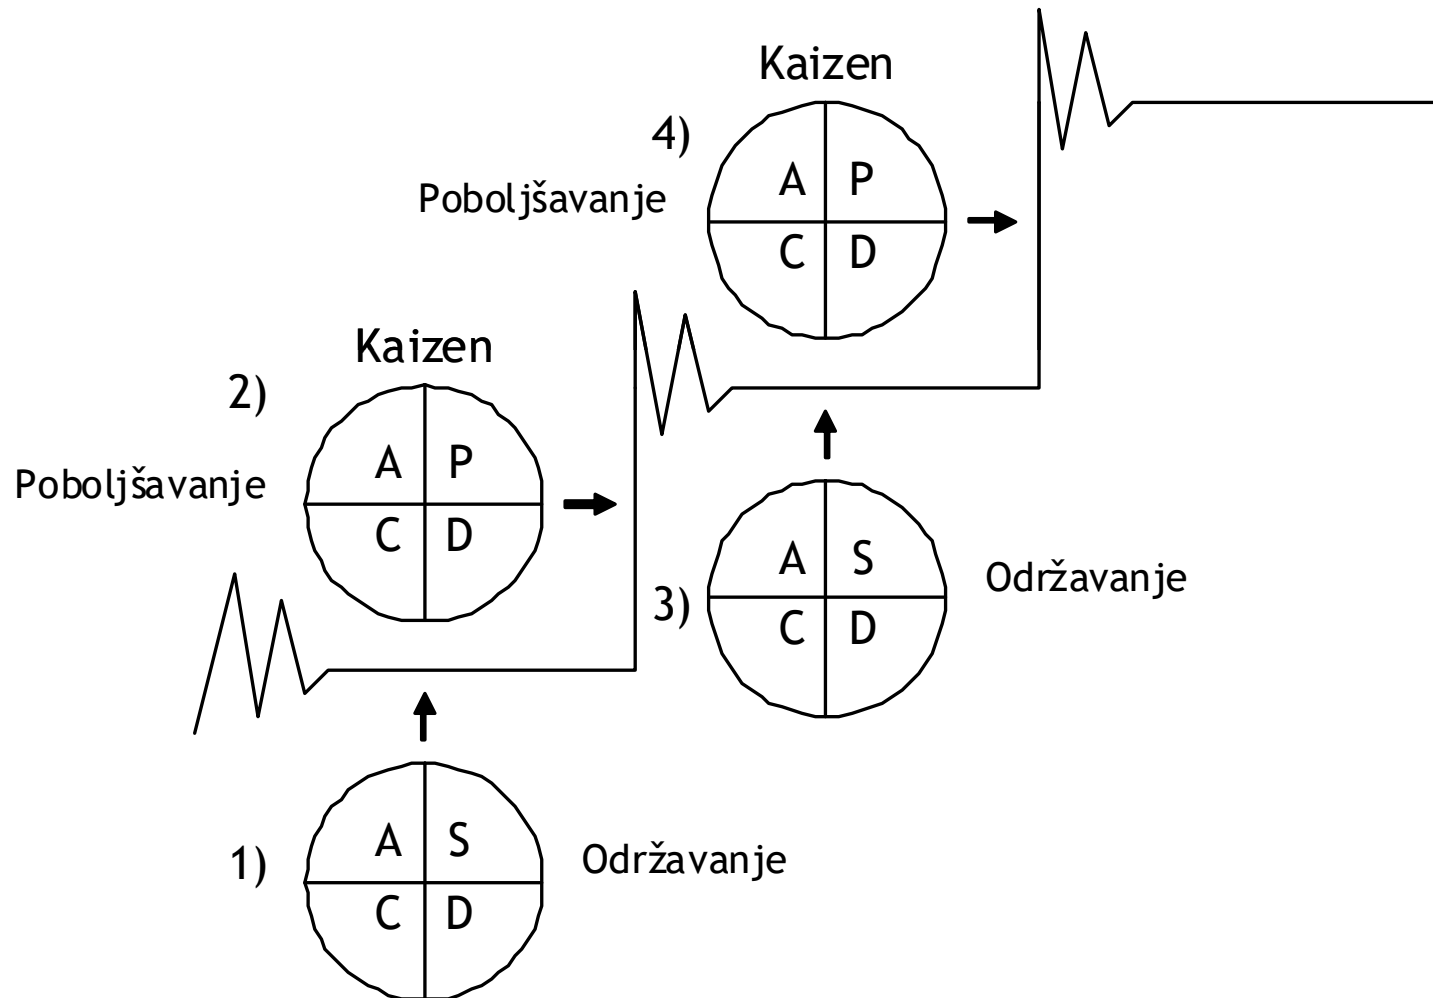 Kaizen
4)
A P
Poboljšavanje
C D
Kaizen
2)
A P
Poboljšavanje
C D
A S
Održavanje
3)
C D
A S
1)
Održavanje
C D